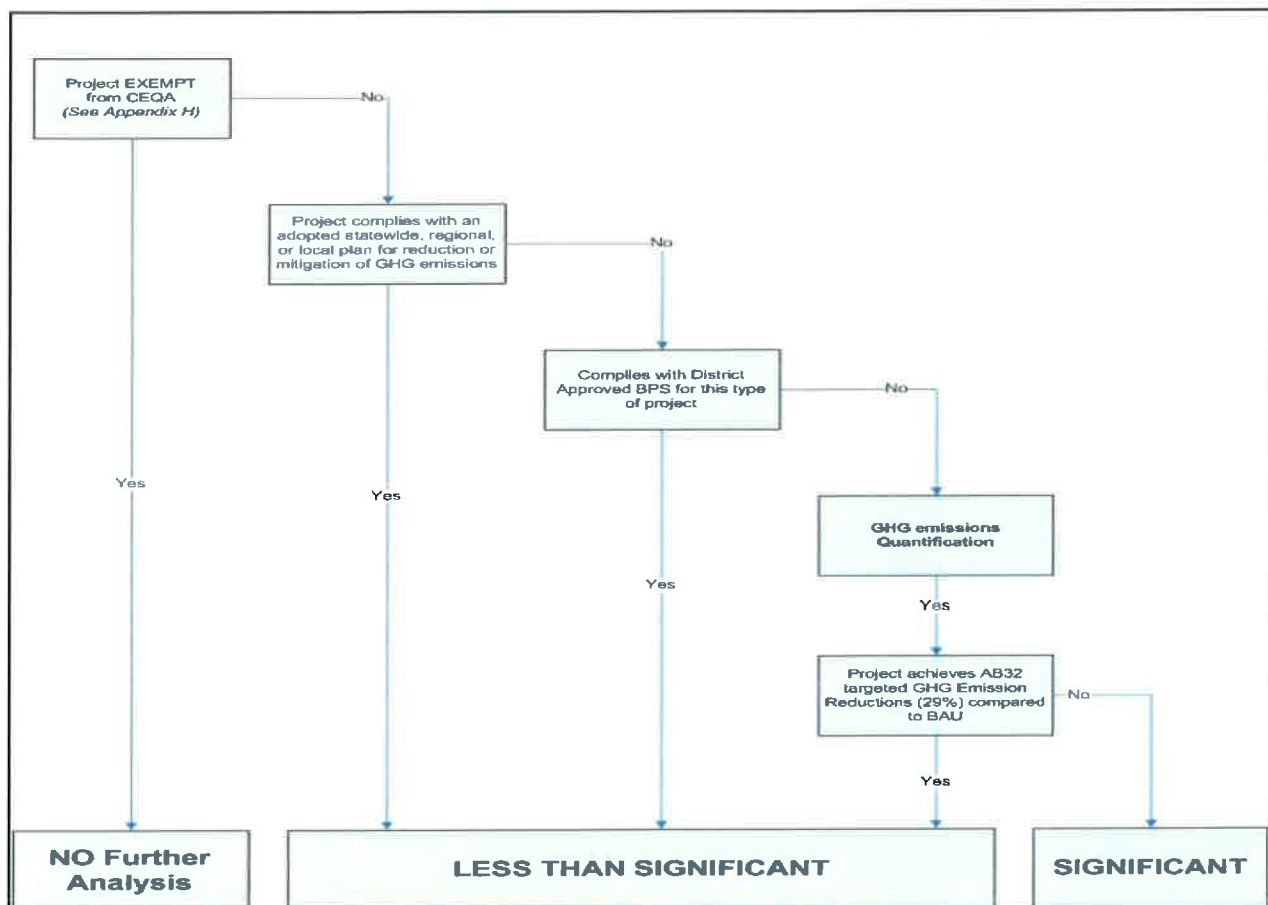 Project EXEMPT
from CEQA
(See Appendix H)
No
Project complies with an
adopted statewide, regional,
or local plan for reduction or
mitigation of GHG emissions
No
Complies with District
Approved BPS for this type
of project
No
Yes
Yes
GHG emissions
Quantification
Yes
Yes
Project achieves AB32
targeted GHG Emission
Reductions (29%) compared
to BAU
No
Yes
NO Further
Analysis
LESS THAN SIGNIFICANT
SIGNIFICANT